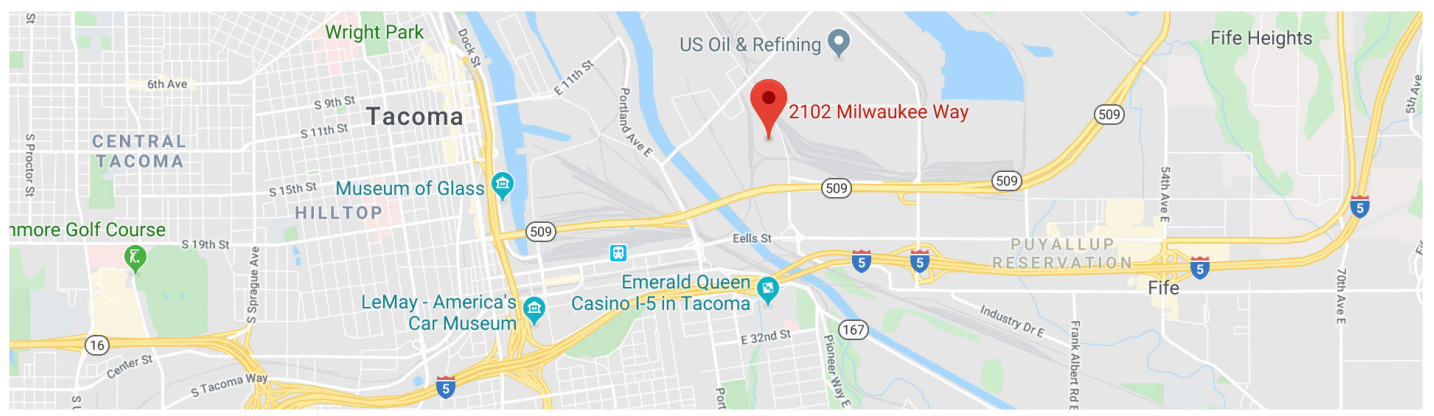 St
Wright Park
Dock St
US Oil & Refining
Fife Heights
6th Ave
E 11th St
5th Ave
S 9th St
Portland Ave E
2102 Milwaukee Way
509
Tacoma
S 11th St
CENTRAL
TACOMA
S Proctor St
S 15th St
Museum of Glass
509
509
54th Ave E
HILLTOP
5
nmore Golf Course
509
S 19th St
Eells St
PUYALLUP
RESERVATION
5
5
5
S Sprague Ave
Emerald Queen
Casino I-5 in Tacoma
Fife
70th Ave E
LeMay - America's
Car Museum
Industry Dr E
167
E 32nd St
16
Center St
Pioneer Way E
Frank Albert Rd E
S Tacoma Way
5
Port